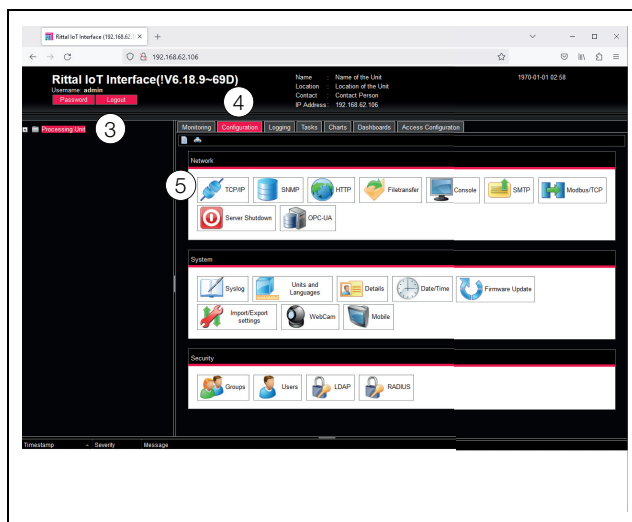 Rittal IoT Interface (192.168.62.1
192.168.62.106
Rittal IoT Interface(!V6.18.9~69D)
Username: admin
Password Logout
Name : Name of the Unit
Location : Location of the Unit
Contact : Contact Person
IP Address : 192.168.62.106
1970-01-01 02:58
4
3
Processing Unit
Monitoring Configuration Logging Tasks Charts Dashboards Access Configuration
Network
5
TCP/IP SNMP HTTP Filetransfer Console SMTP Modbus/TCP
Server Shutdown OPC-UA
System
Syslog Units and Languages Details Date/Time Firmware Update
Import/Export settings WebCam Mobile
Security
Groups Users LDAP RADIUS
Timestamp Severity Message